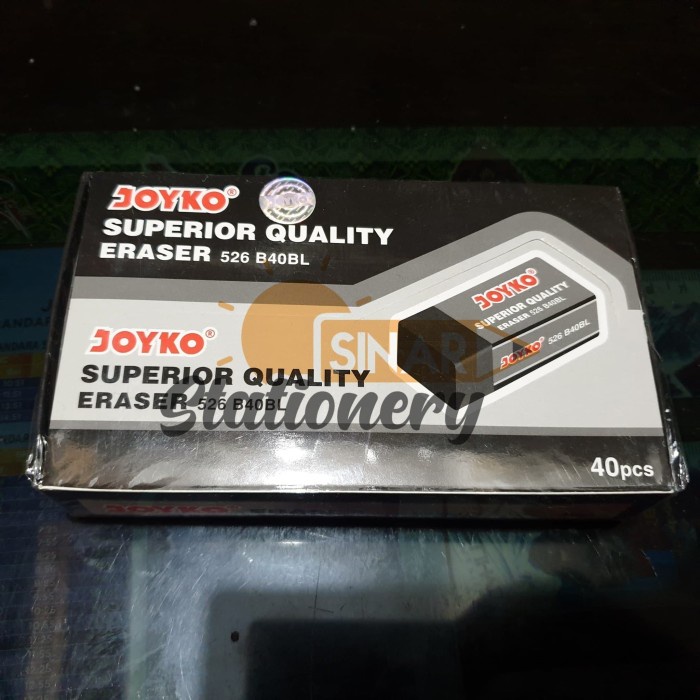 JOYKO®
SUPERIOR QUALITY
ERASER 526 B40BL
JOYKO®
SUPERIOR QUALITY
ERASER 526 B40BL
JOYKO®
SUPERIOR QUALITY
ERASER 526 B40BL
JOYKO® 526 B40BL
SINAR
Stationery
40pcs
JOYKO®